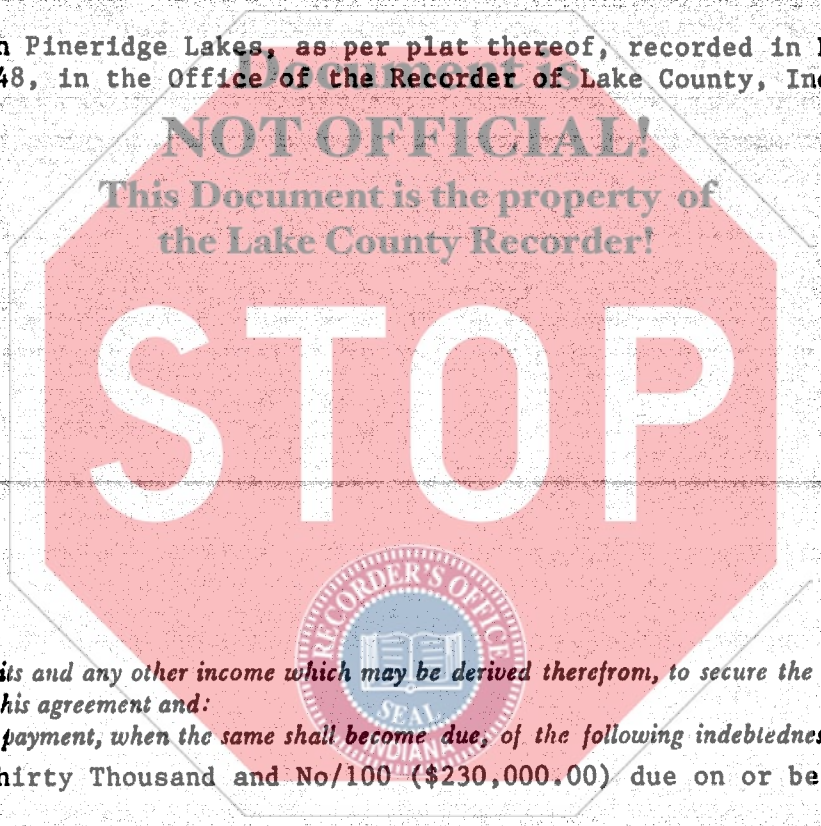 Pineridge Lakes, as per plat thereof, recorded in
48, in the Office of the Recorder of Lake County,
Document is
NOT OFFICIAL!
This Document is the property of
the Lake County Recorder!
STOP
RECORDER'S OFFICE
SEAL
INDIANA
its and any other income which may be derived therefrom, to secure the
his agreement and:
payment, when the same shall become due, of the following
hirty Thousand and No/100 ($230,000.00) due on or be